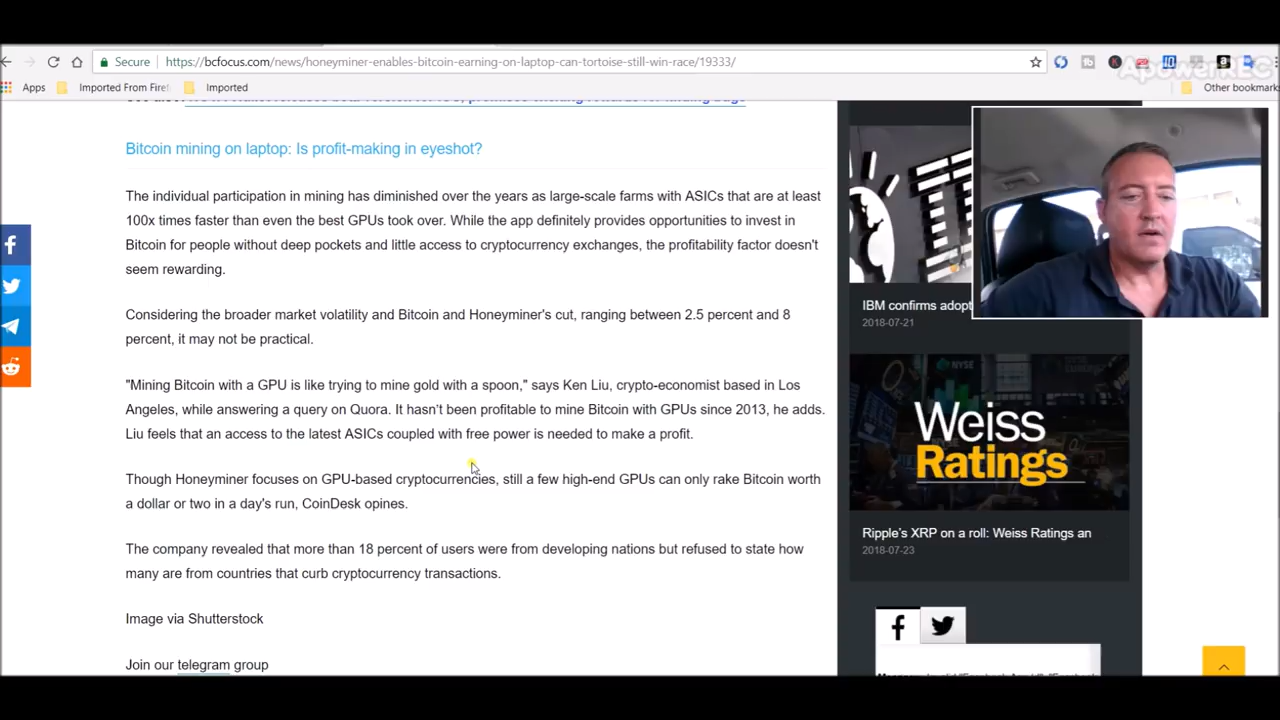 ApowerREC
Secure
https://bcfocus.com/news/honeyminer-enables-bitcoin-earning-on-laptop-can-tortoise-still-win-race/19333/
Apps
Imported From Firef
Imported
Other bookmark
Bitcoin mining on laptop: Is profit-making in eyeshot?
The individual participation in mining has diminished over the years as large-scale farms with ASICs that are at least
100x times faster than even the best GPUs took over. While the app definitely provides opportunities to invest in
Bitcoin for people without deep pockets and little access to cryptocurrency exchanges, the profitability factor doesn't
seem rewarding.
Considering the broader market volatility and Bitcoin and Honeyminer's cut, ranging between 2.5 percent and 8
percent, it may not be practical.
"Mining Bitcoin with a GPU is like trying to mine gold with a spoon," says Ken Liu, crypto-economist based in Los
Angeles, while answering a query on Quora. It hasn't been profitable to mine Bitcoin with GPUs since 2013, he adds.
Liu feels that an access to the latest ASICs coupled with free power is needed to make a profit.
Though Honeyminer focuses on GPU-based cryptocurrencies, still a few high-end GPUs can only rake Bitcoin worth
a dollar or two in a day's run, CoinDesk opines.
The company revealed that more than 18 percent of users were from developing nations but refused to state how
many are from countries that curb cryptocurrency transactions.
Image via Shutterstock
Join our telegram group
IBM confirms adopt
2018-07-21
NYSE
Weiss
Ratings
Ripple's XRP on a roll: Weiss Ratings an
2018-07-23